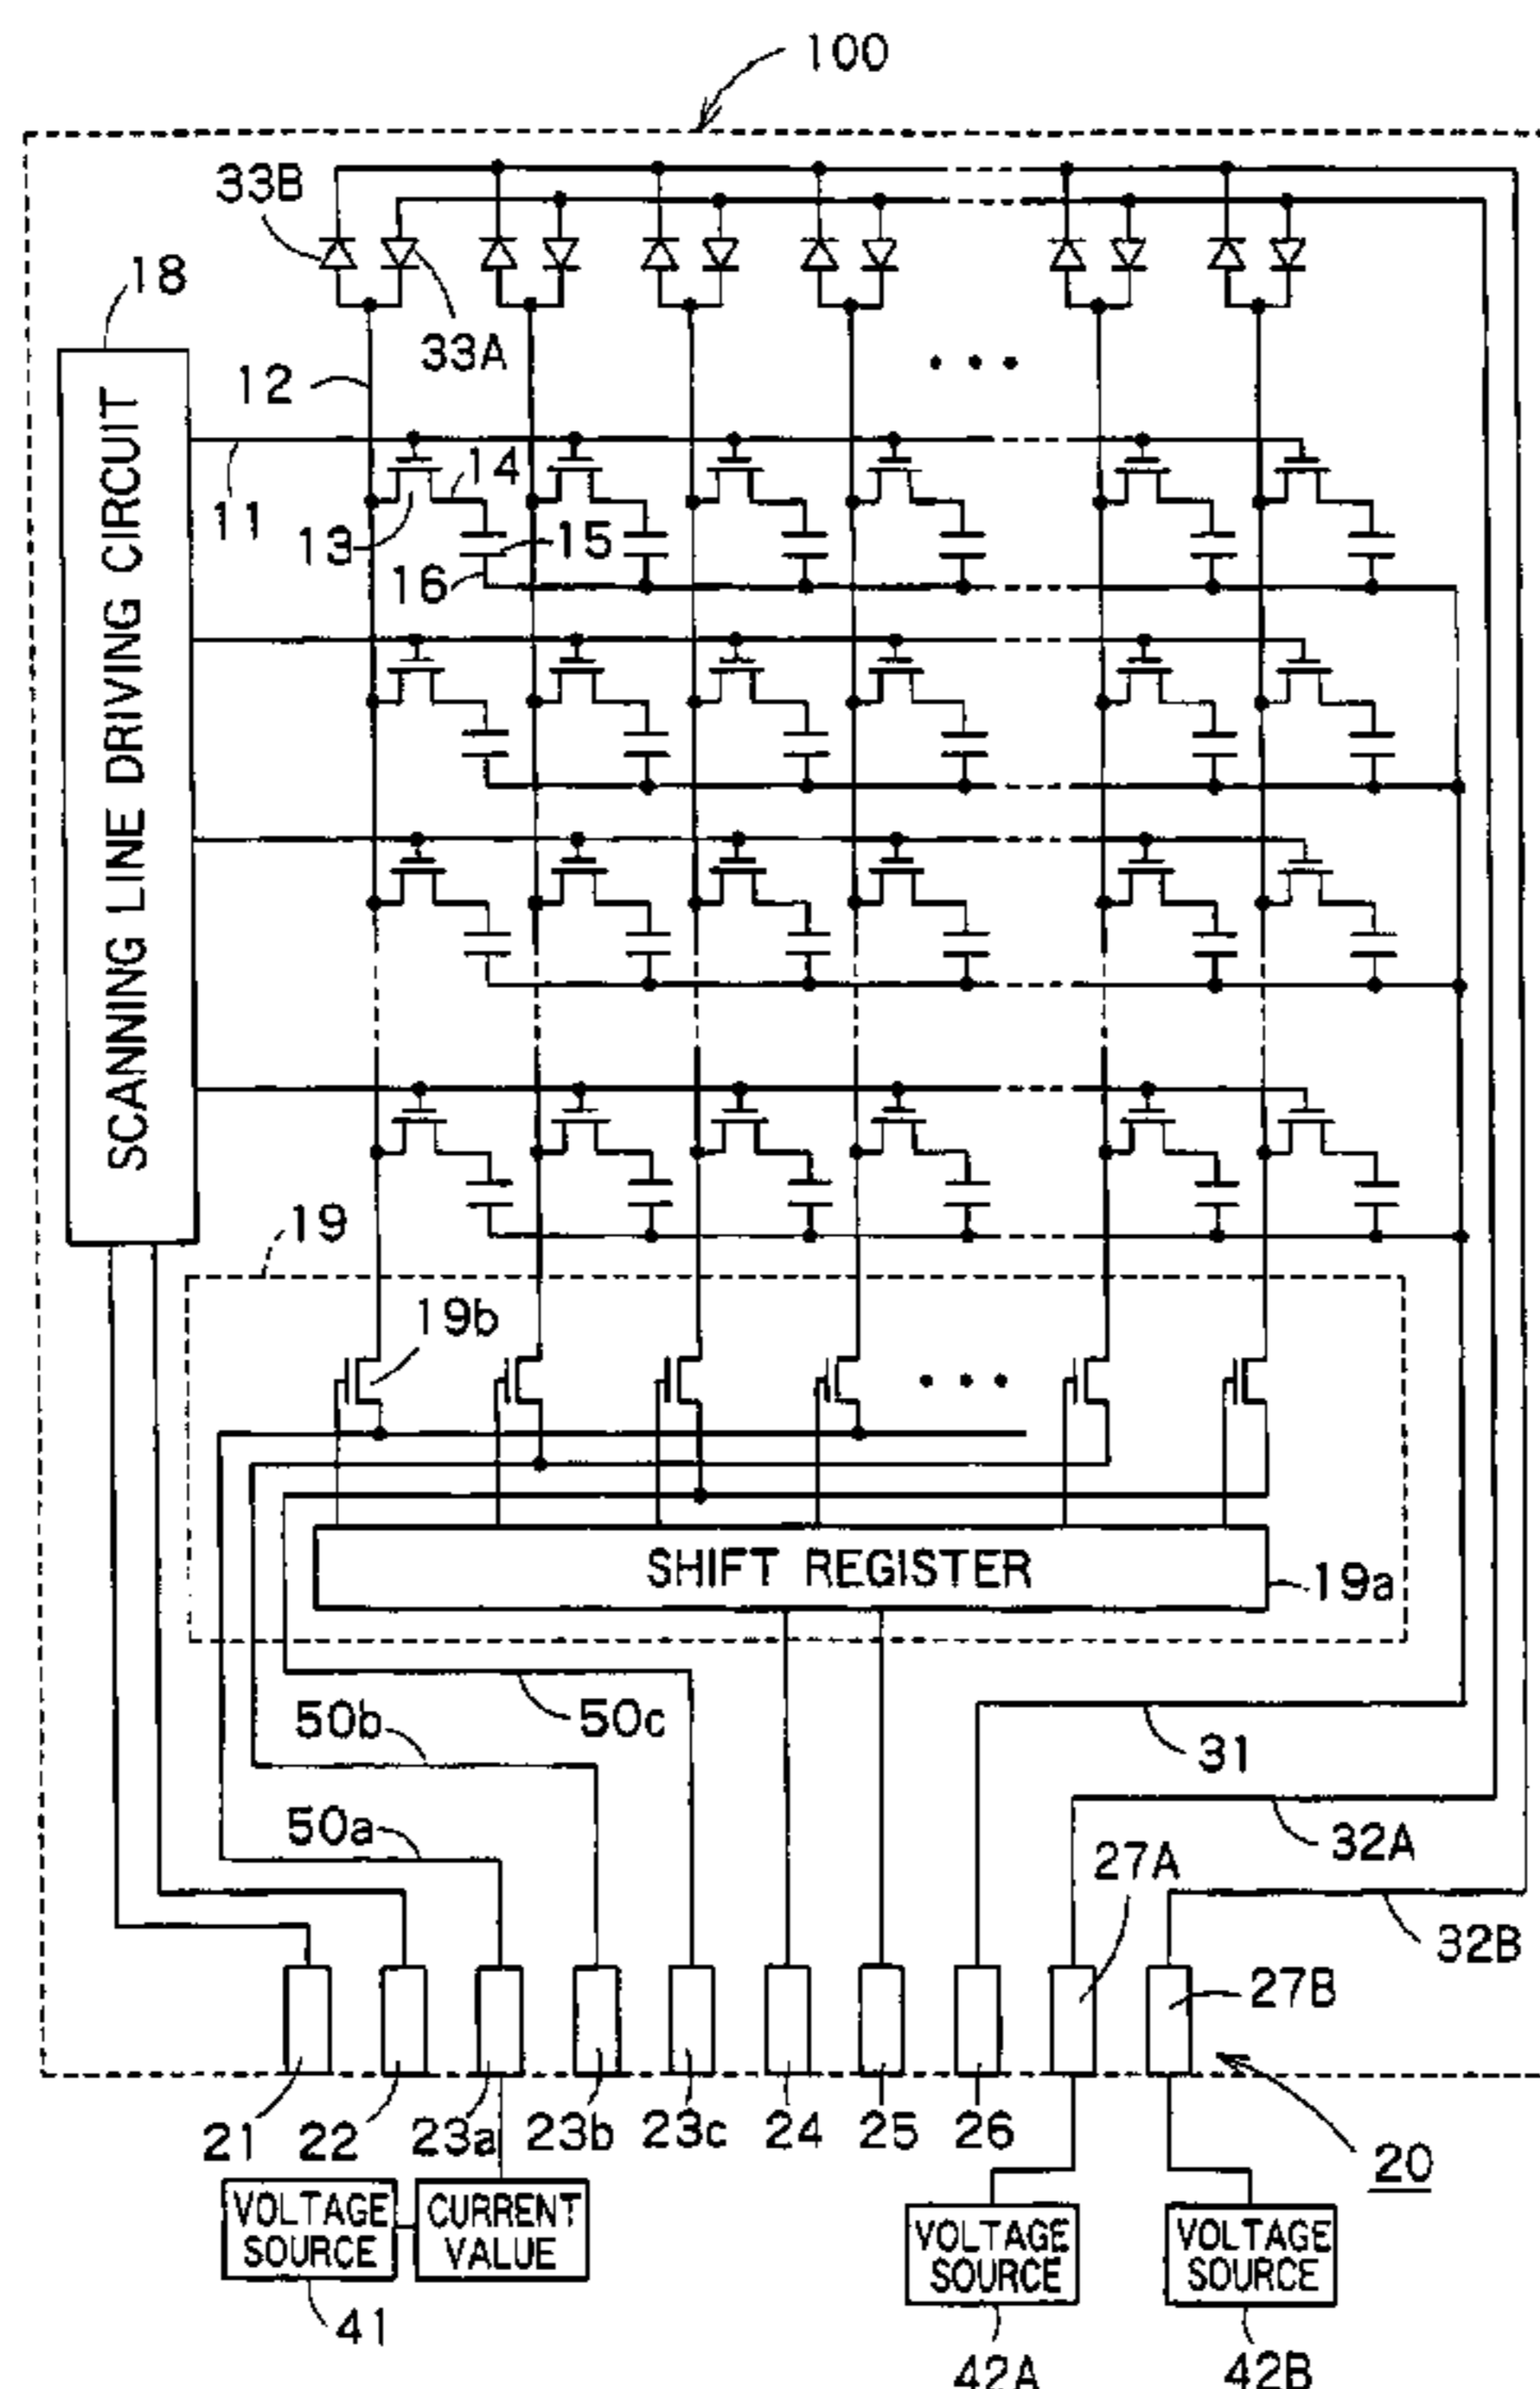 100
33B
18
33A
12
SCANNING LINE DRIVING CIRCUIT
14
11
13
15
16
19
19b
SHIFT REGISTER
19a
50c
50b
31
50a
32A
27A
32B
27B
21
22
23a
23b
23c
24
25
26
20
VOLTAGE
SOURCE
CURRENT
VALUE
VOLTAGE
SOURCE
VOLTAGE
SOURCE
41
42A
42B